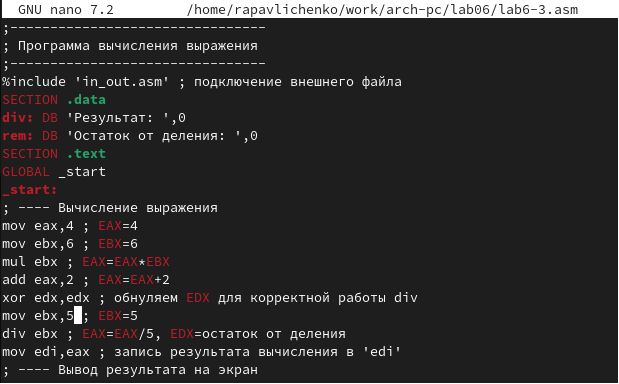 GNU nano 7.2 /home/rapavlichenko/work/arch-pc/lab06/lab6-3.asm
;--------------------------------
; Программа вычисления выражения
;--------------------------------
%include 'in_out.asm' ; подключение внешнего файла
SECTION .data
div: DB 'Результат: ',0
rem: DB 'Остаток от деления: ',0
SECTION .text
GLOBAL _start
_start:
; ---- Вычисление выражения
mov eax,4 ; EAX=4
mov ebx,6 ; EBX=6
mul ebx ; EAX=EAX*EBX
add eax,2 ; EAX=EAX+2
xor edx,edx ; обнуляем EDX для корректной работы div
mov ebx,5 ; EBX=5
div ebx ; EAX=EAX/5, EDX=остаток от деления
mov edi,eax ; запись результата вычисления в 'edi'
; ---- Вывод результата на экран